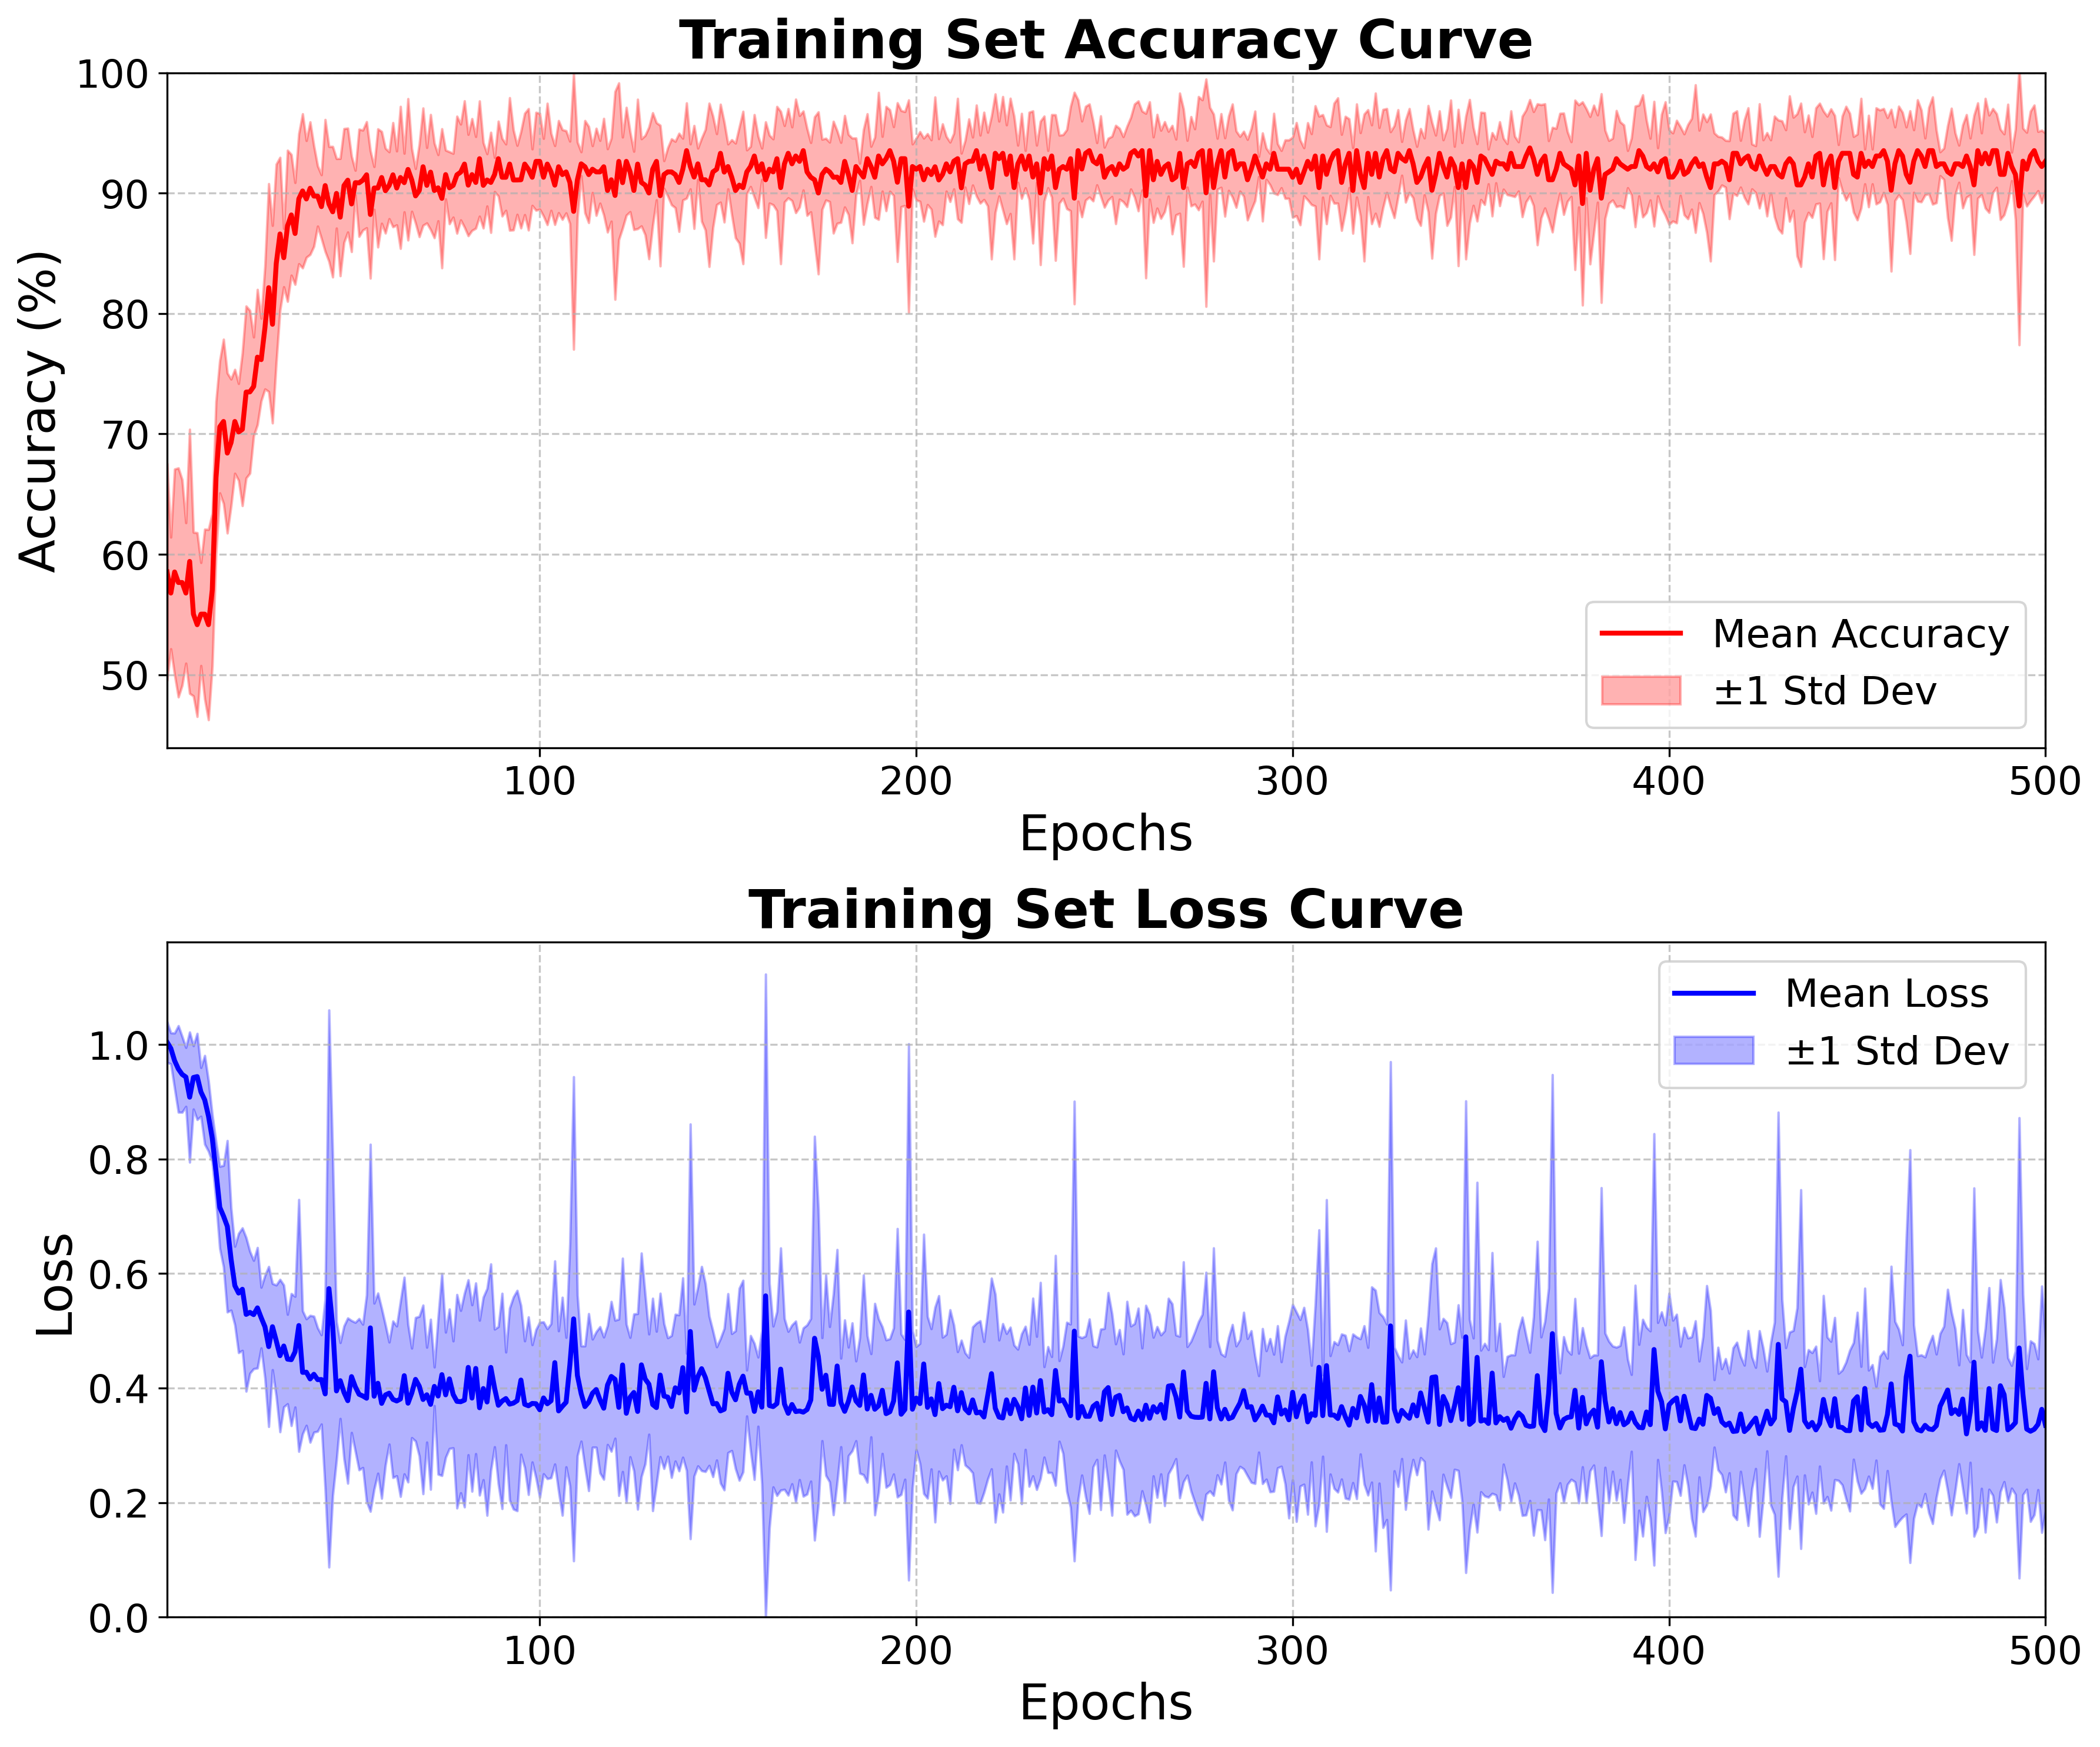 Training Set Accuracy Curve
100
90
80
70
60
50
Accuracy (%)
Mean Accuracy
±1 Std Dev
100 200 300 400 500
Epochs
Training Set Loss Curve
1.0
0.8
0.6
0.4
0.2
0.0
Loss
Mean Loss
±1 Std Dev
100 200 300 400 500
Epochs